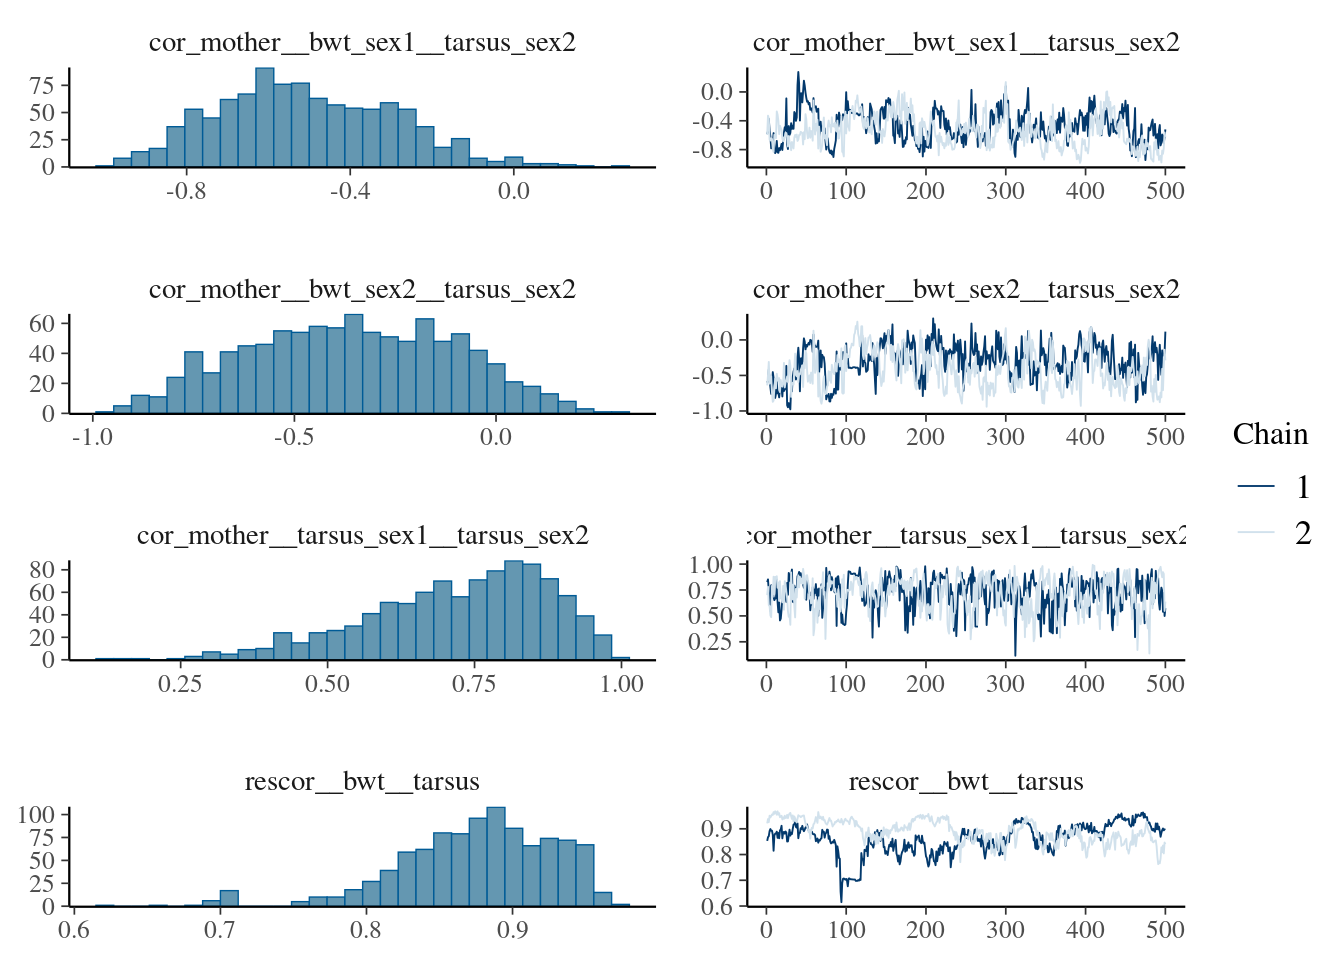 cor_mother__bwt_sex1__tarsus_sex2
75
50
25
0
-0.8 -0.4 0.0
cor_mother__bwt_sex1__tarsus_sex2
0.0
-0.4
-0.8
0 100 200 300 400 500
cor_mother__bwt_sex2__tarsus_sex2
60
40
20
0
-1.0 -0.5 0.0
cor_mother__bwt_sex2__tarsus_sex2
0.0
-0.5
-1.0
0 100 200 300 400 500
cor_mother__tarsus_sex1__tarsus_sex2
80
60
40
20
0
0.25 0.50 0.75 1.00
cor_mother__tarsus_sex1__tarsus_sex2
1.00
0.75
0.50
0.25
0 100 200 300 400 500
rescor__bwt__tarsus
100
75
50
25
0
0.6 0.7 0.8 0.9
rescor__bwt__tarsus
0.9
0.8
0.7
0.6
0 100 200 300 400 500
Chain
1
2